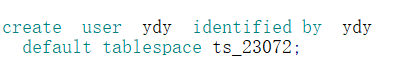 create user ydy identified by ydy
default tablespace ts_23072;